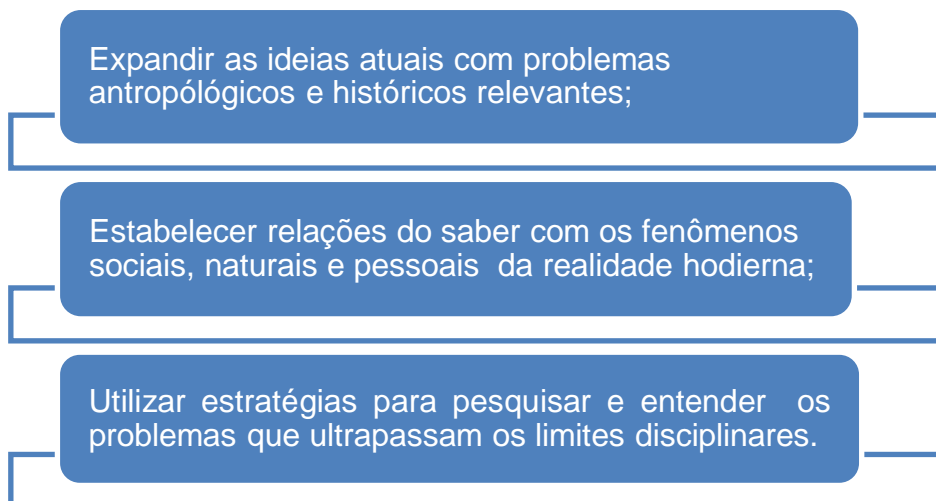 Expandir as ideias atuais com problemas
antropólógicos e históricos relevantes;
Estabelecer relações do saber com os fenômenos
sociais, naturais e pessoais da realidade hodierna;
Utilizar estratégias para pesquisar e entender os
problemas que ultrapassam os limites disciplinares.